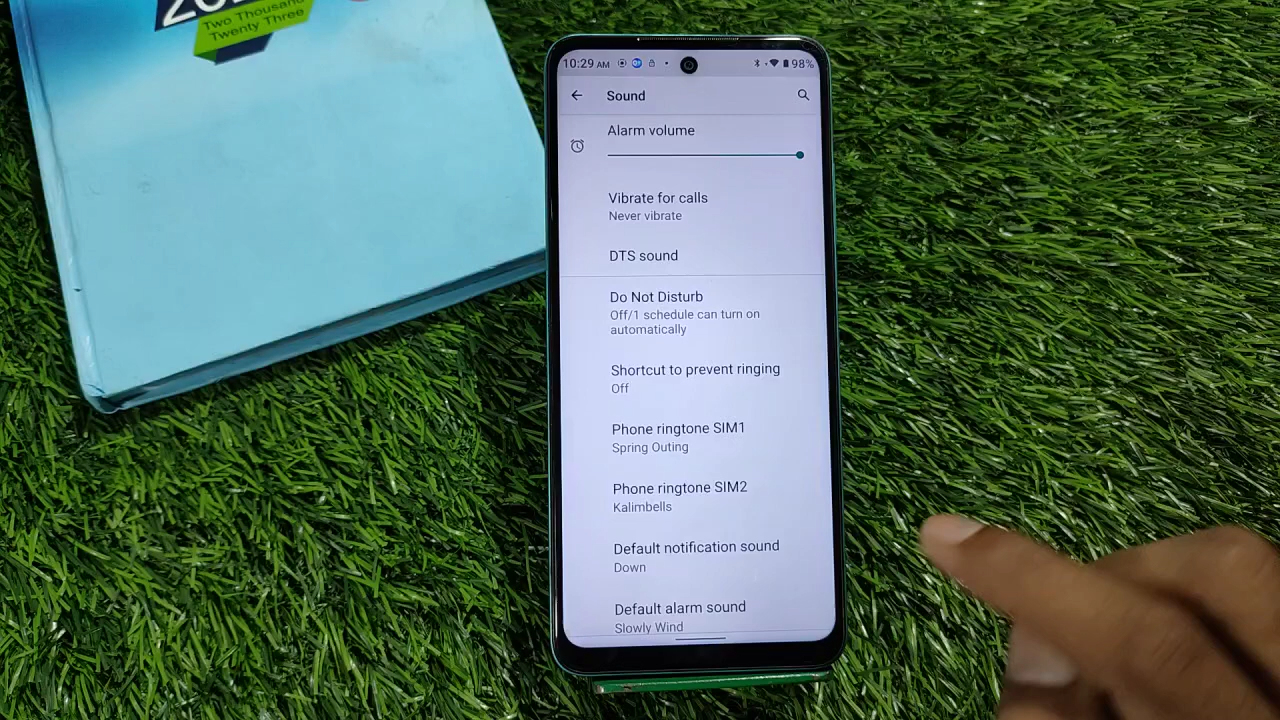 Two Thousand
Twenty Three
10:29 AM
98%
Sound
Alarm volume
Vibrate for calls
Never vibrate
DTS sound
Do Not Disturb
Off/1 schedule can turn on
automatically
Shortcut to prevent ringing
Off
Phone ringtone SIM1
Spring Outing
Phone ringtone SIM2
Kalimbells
Default notification sound
Down
Default alarm sound
Slowly Wind